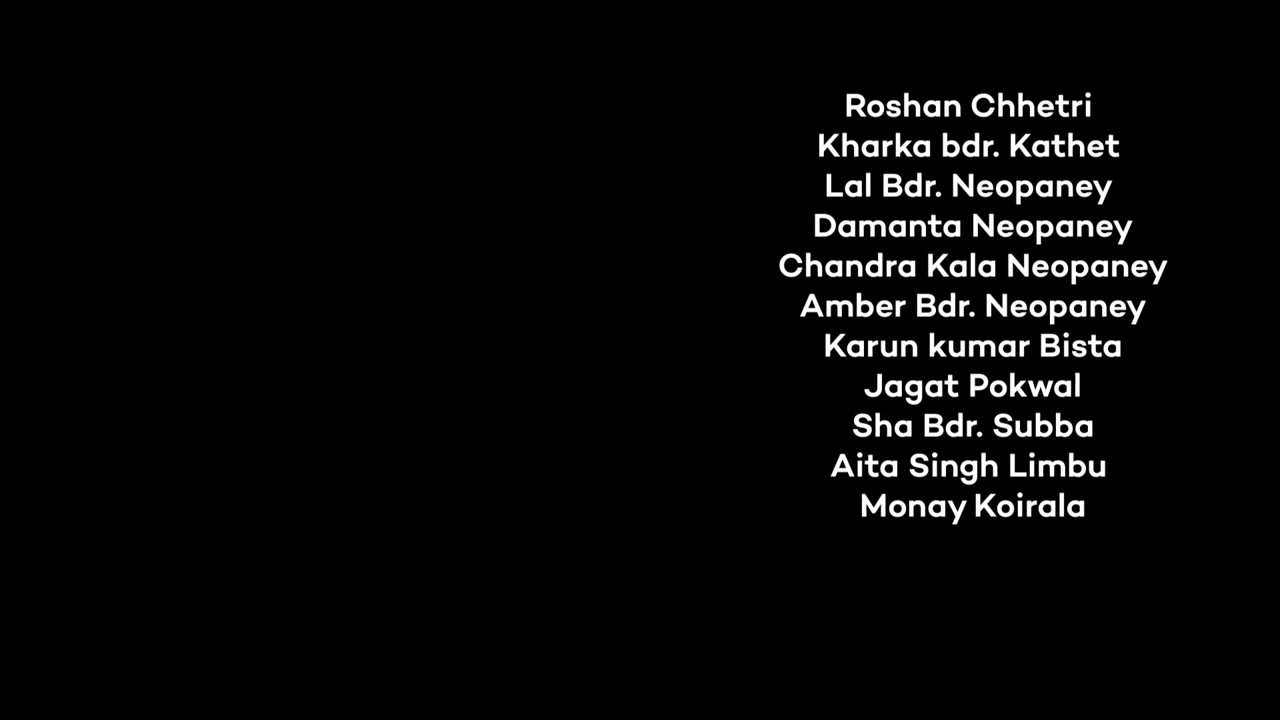 Roshan Chhetri
Kharka bdr. Kathet
Lal Bdr. Neopaney
Damanta Neopaney
Chandra Kala Neopaney
Amber Bdr. Neopaney
Karun kumar Bista
Jagat Pokwal
Sha Bdr. Subba
Aita Singh Limbu
Monay Koirala